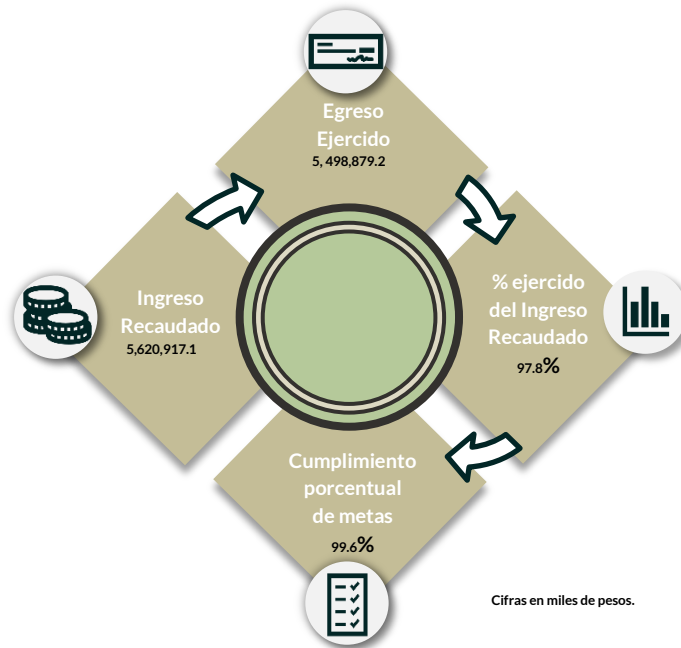 Egreso
Ejercido
5, 498,879.2
Ingreso
Recaudado
5,620,917.1
% ejercido
del Ingreso
Recaudado
97.8%
Cumplimiento
porcentual
de metas
99.6%
Cifras en miles de pesos.